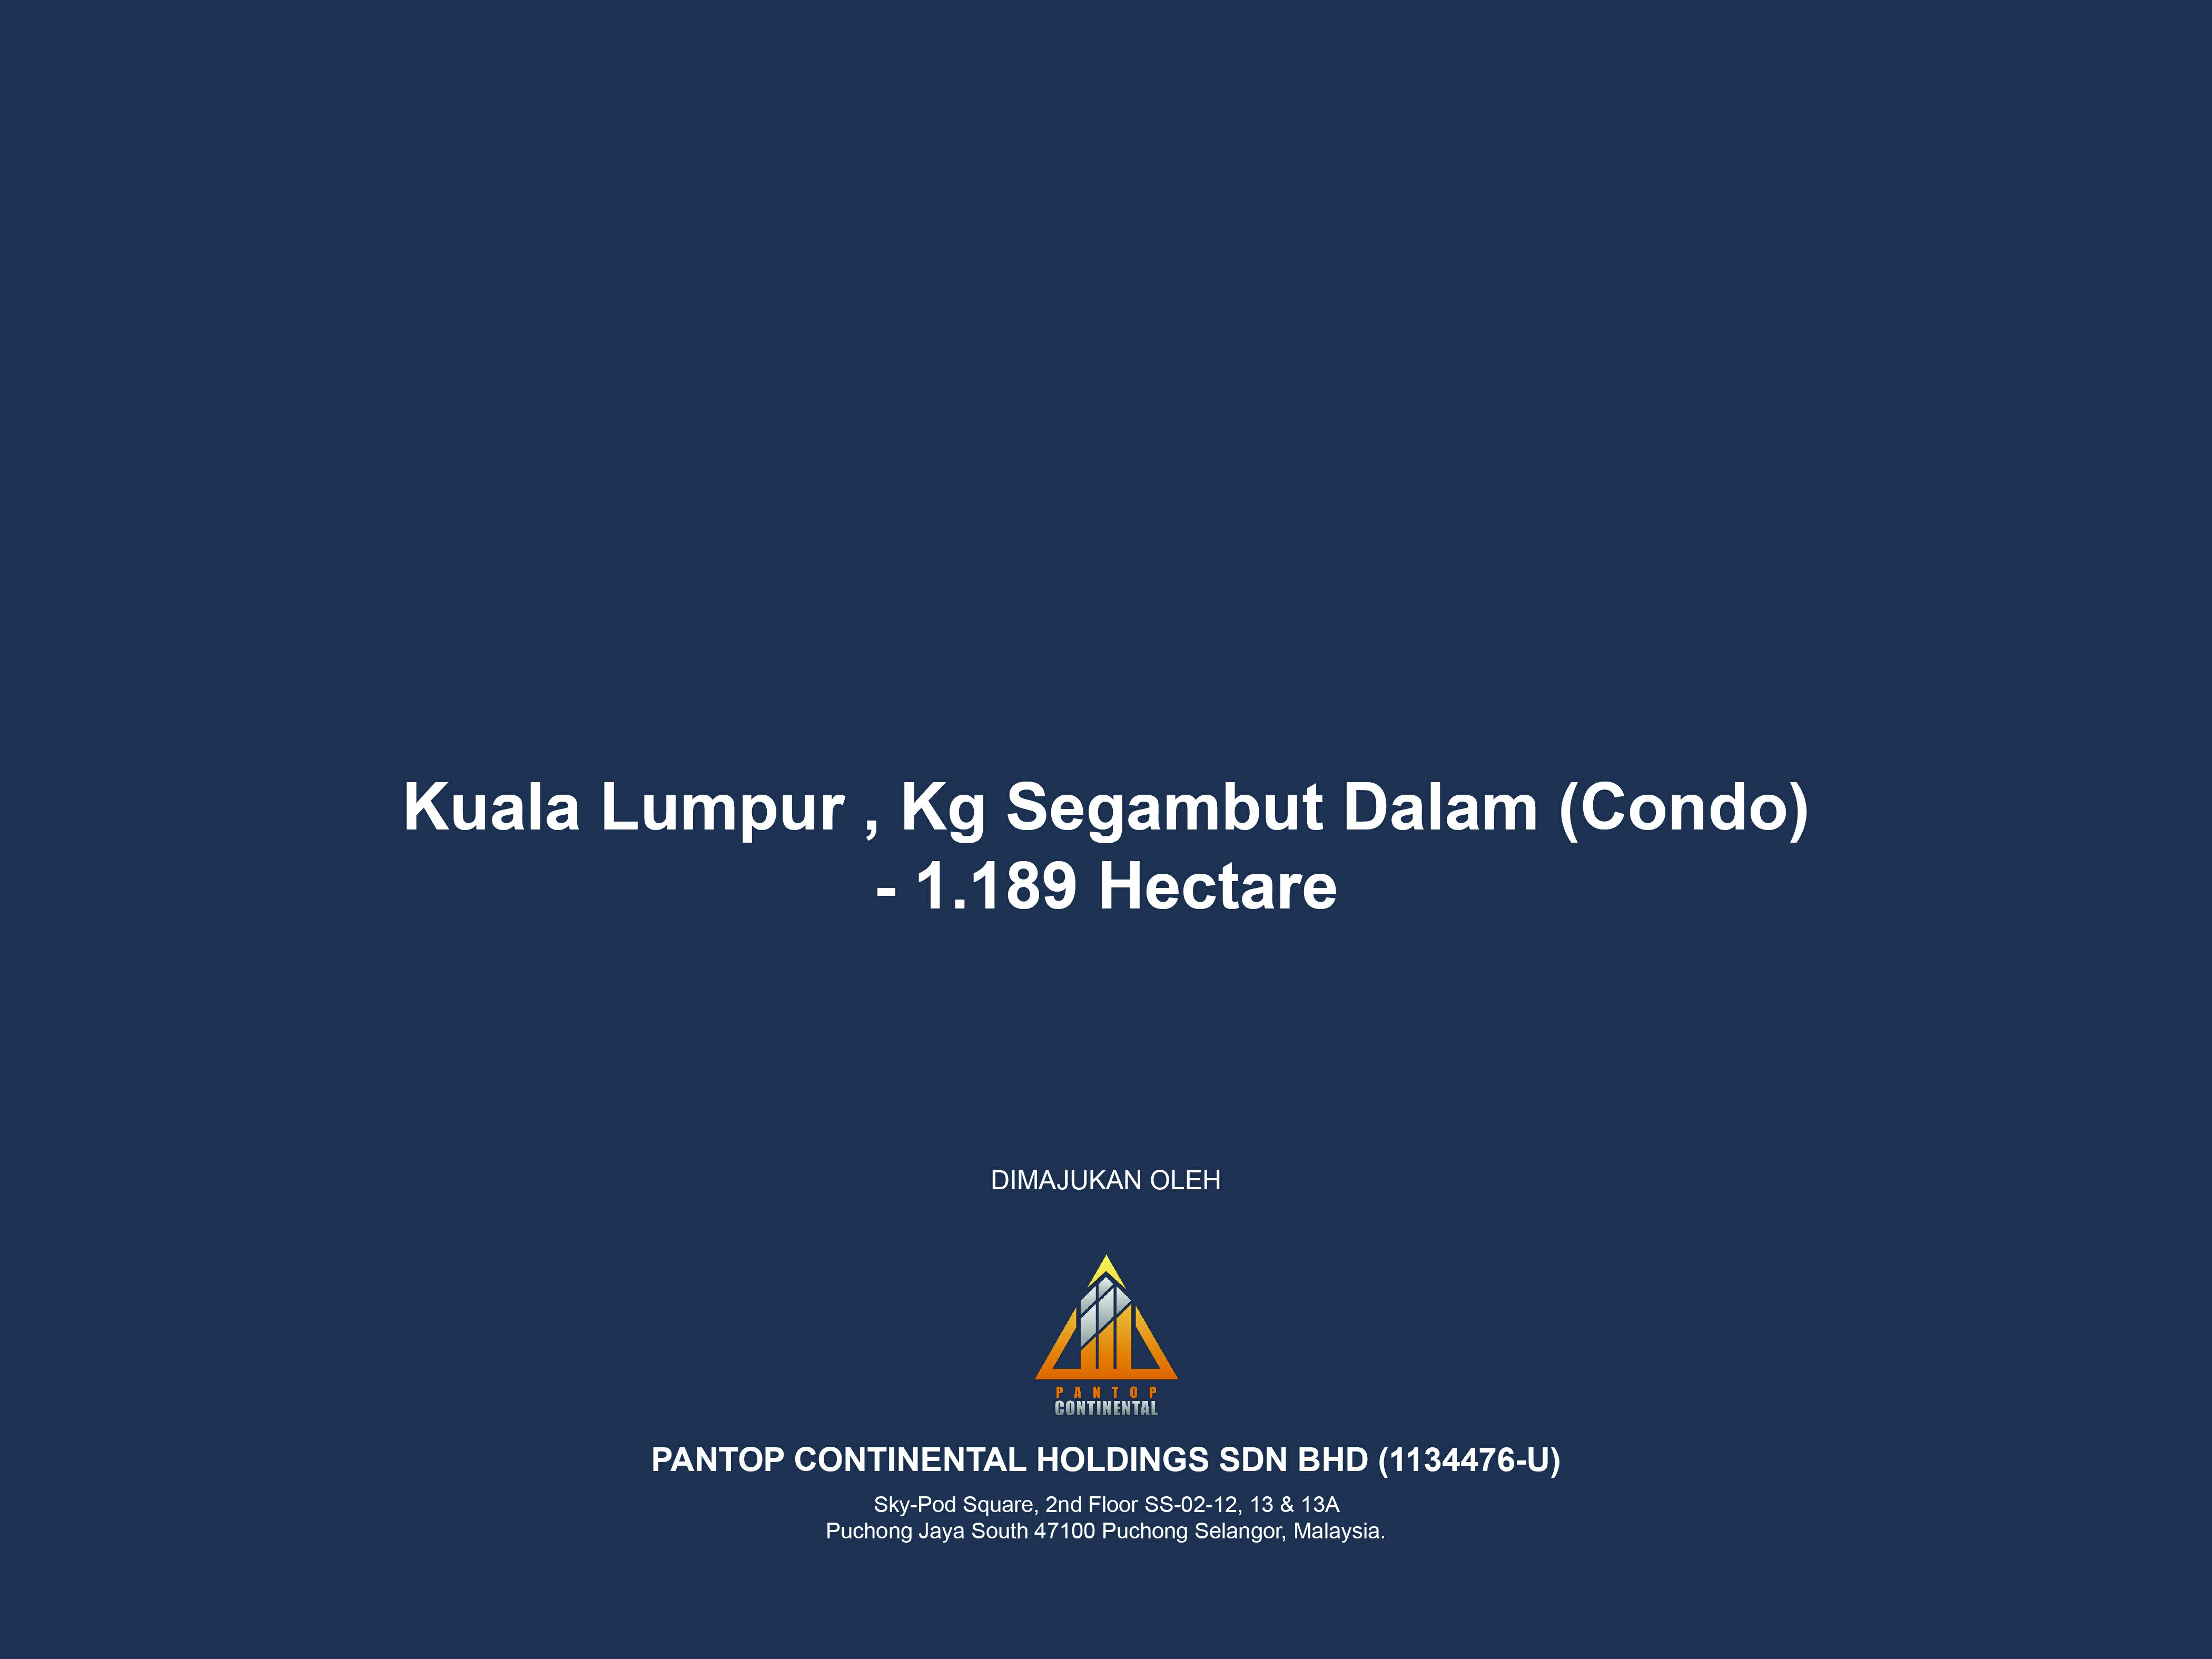 Kuala Lumpur , Kg Segambut Dalam (Condo)
- 1.189 Hectare
DIMAJUKAN OLEH
PANTOP
CONTINENTAL
PANTOP CONTINENTAL HOLDINGS SDN BHD (1134476-U)
Sky-Pod Square, 2nd Floor SS-02-12, 13 & 13A
Puchong Jaya South 47100 Puchong Selangor, Malaysia.